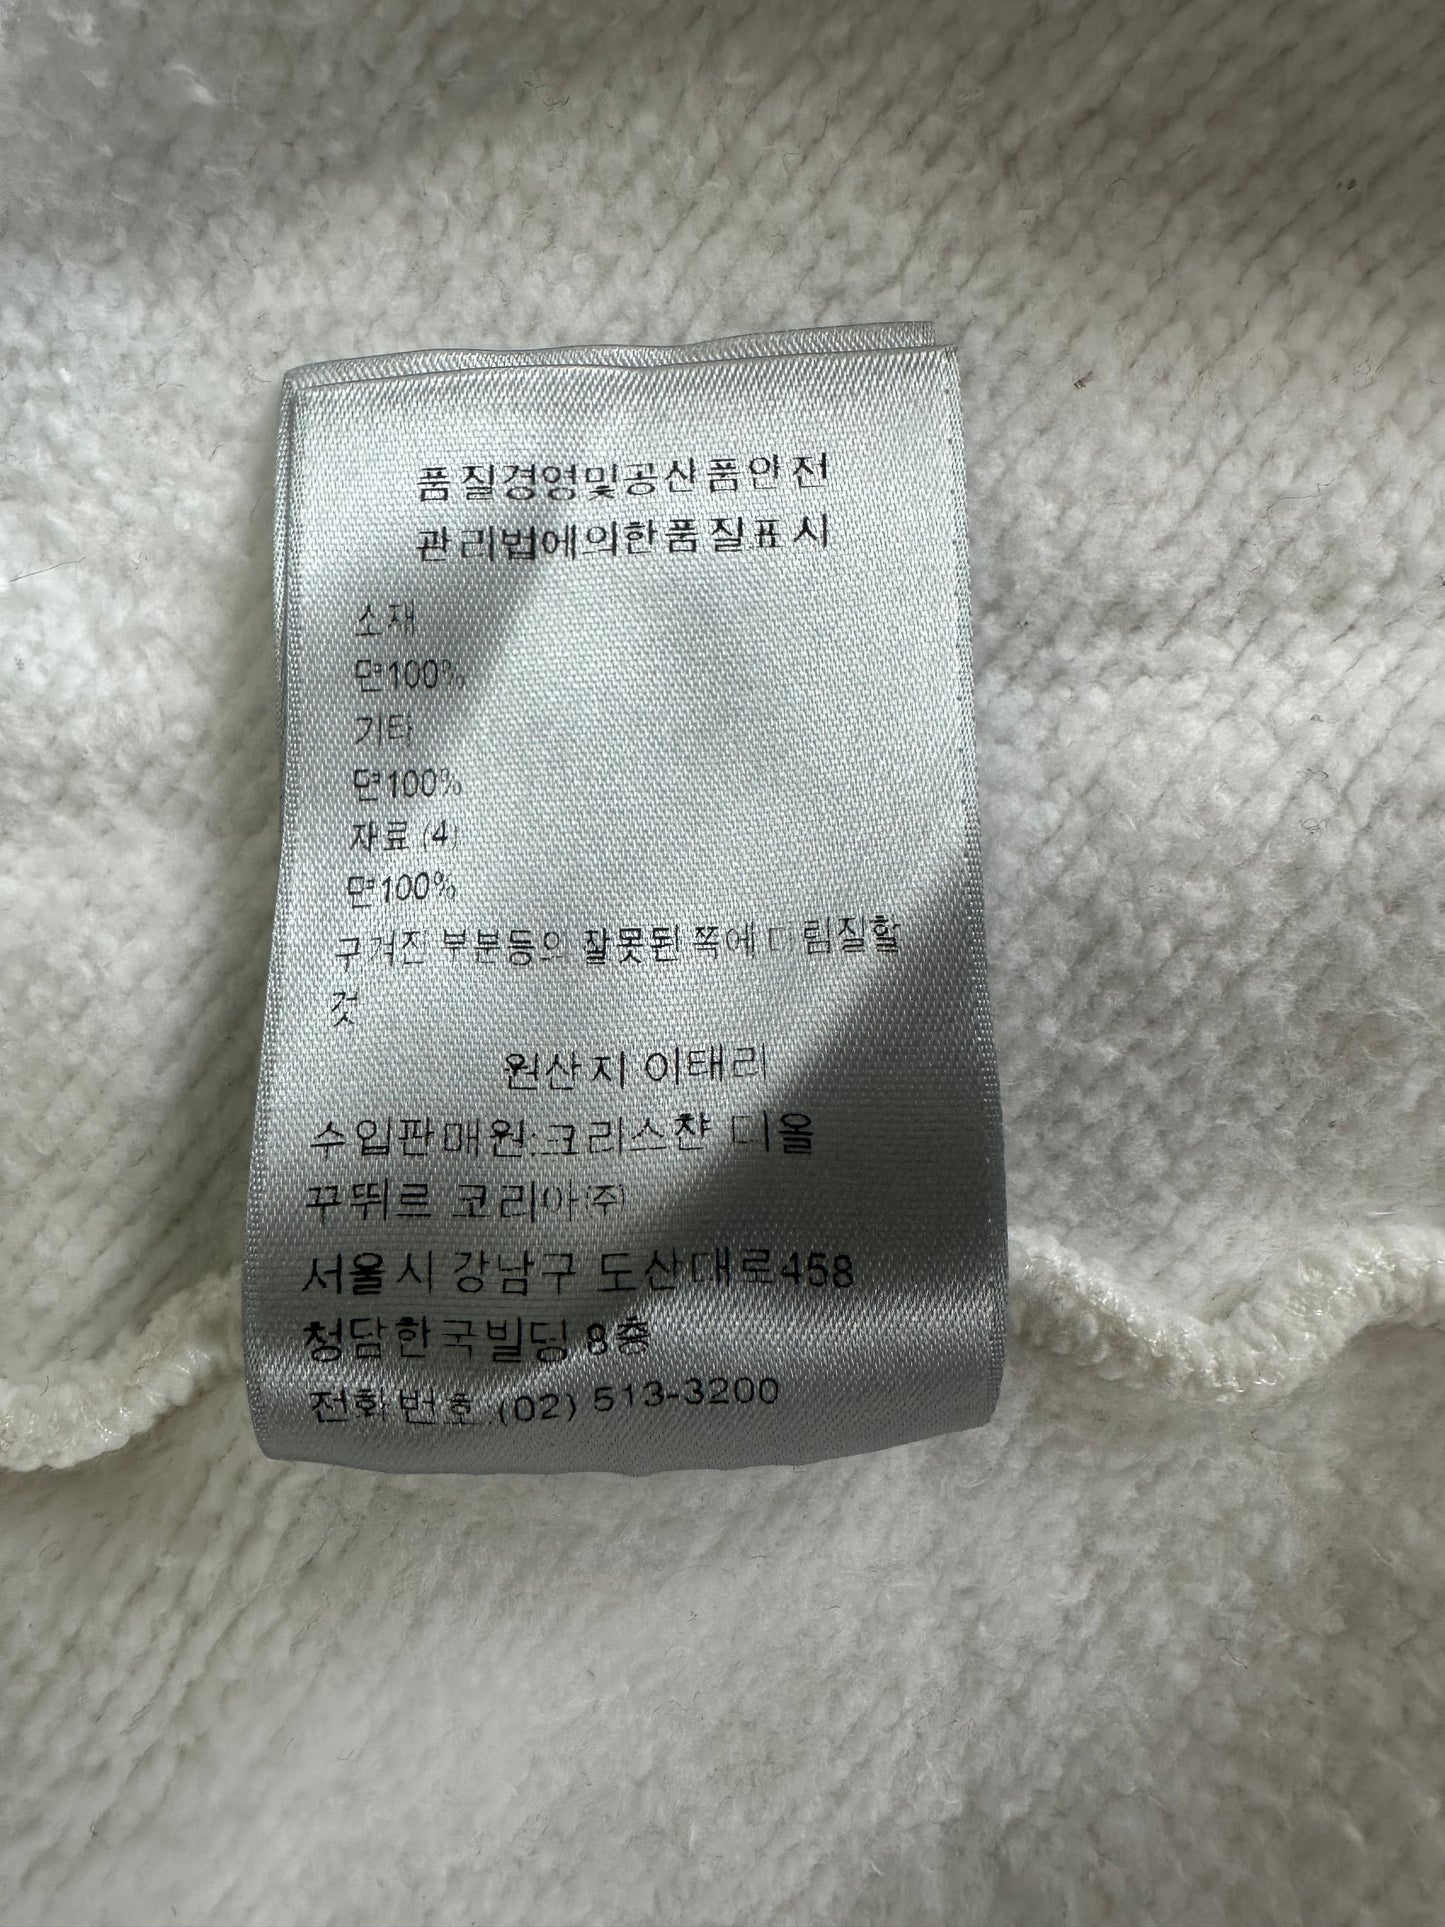 품질경영및공산품안전
관리법에의한품질표시
소재
면100%
기타
면100%
재료 (4)
면100%
구겨진 부분등의 잘못된쪽에 다림질할
것
원산지 이태리
수입판매원:크리스챤 디올
꾸뛰르 코리아(주)
서울시 강남구 도산대로458
청담한국빌딩 8층
전화번호 (02) 513-3200